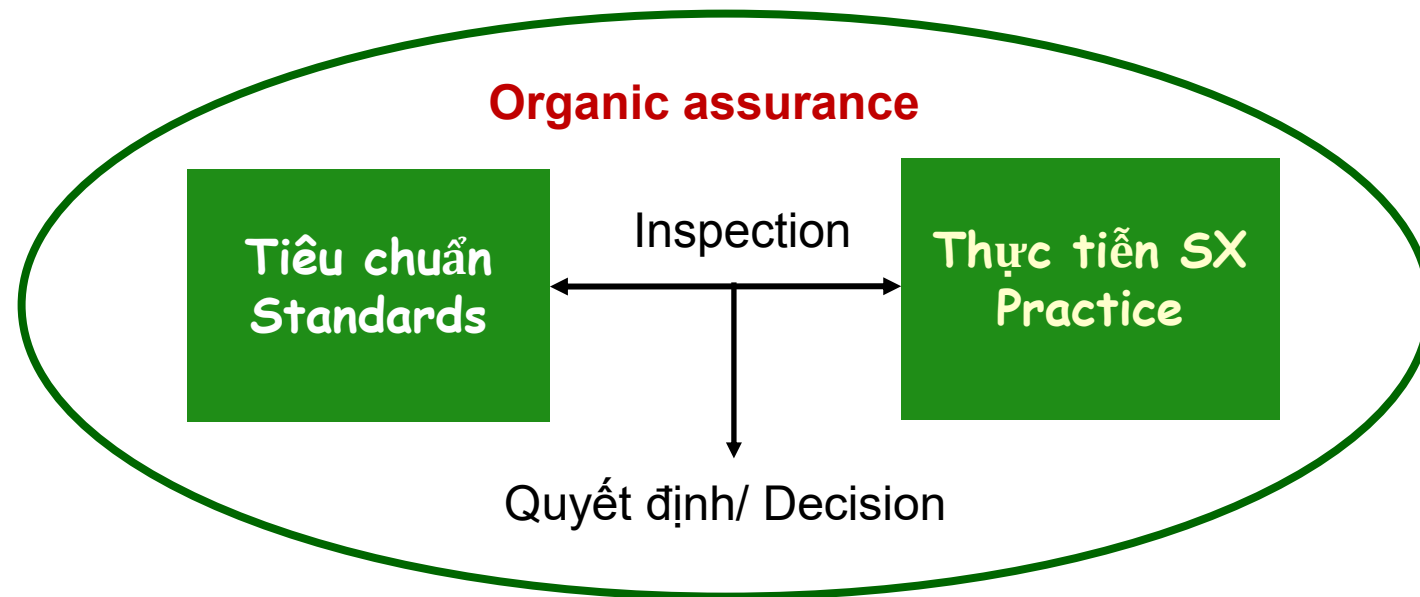 Organic assurance
Tiêu chuẩn
Standards
Inspection
Thực tiễn SX
Practice
Quyết định/ Decision